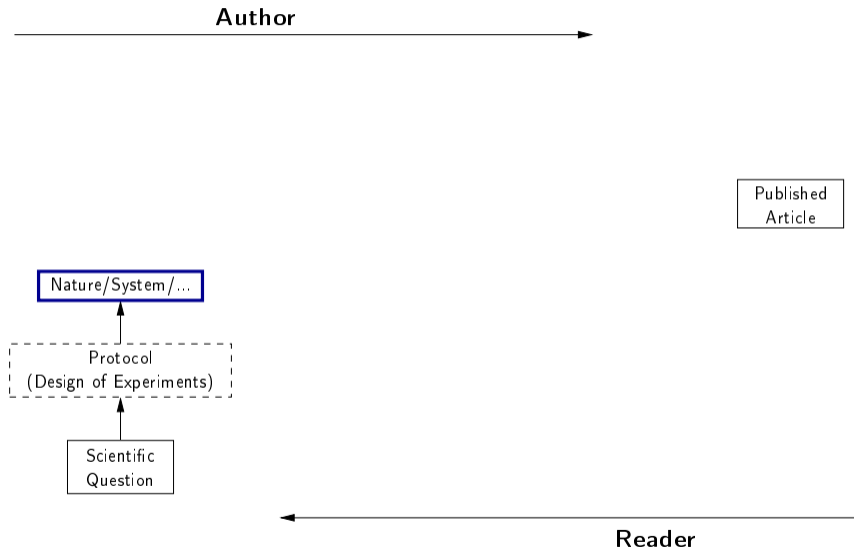 Author
Published
Article
Nature/System/...
Protocol
(Design of Experiments)
Scientific
Question
Reader